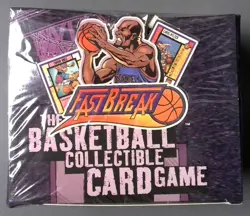 FASTBREAK
THE
BASKETBALL
COLLECTIBLE
CARD GAME